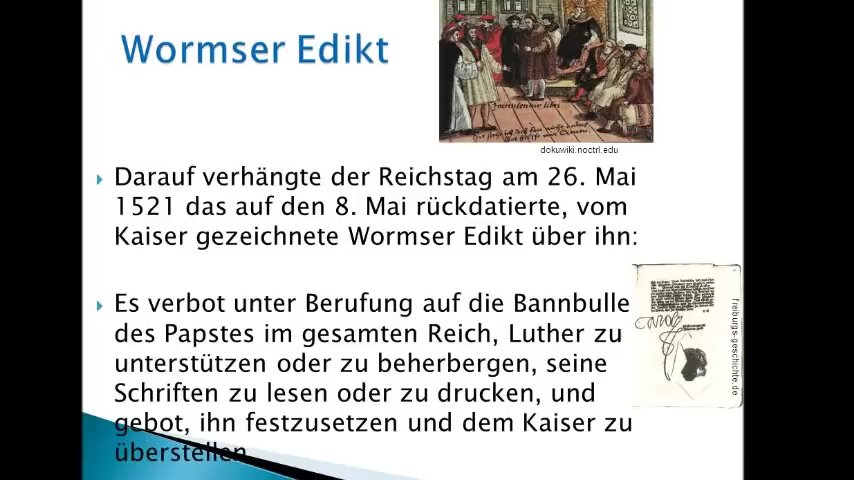 Wormser Edikt
dokuwiki.noctrl.edu
Darauf verhängte der Reichstag am 26. Mai
1521 das auf den 8. Mai rückdatierte, vom
Kaiser gezeichnete Wormser Edikt über ihn:
Es verbot unter Berufung auf die Bannbulle
des Papstes im gesamten Reich, Luther zu
unterstützen oder zu beherbergen, seine
Schriften zu lesen oder zu drucken, und
gebot, ihn festzusetzen und dem Kaiser zu
überstellen.
freiburgs-geschichte.de